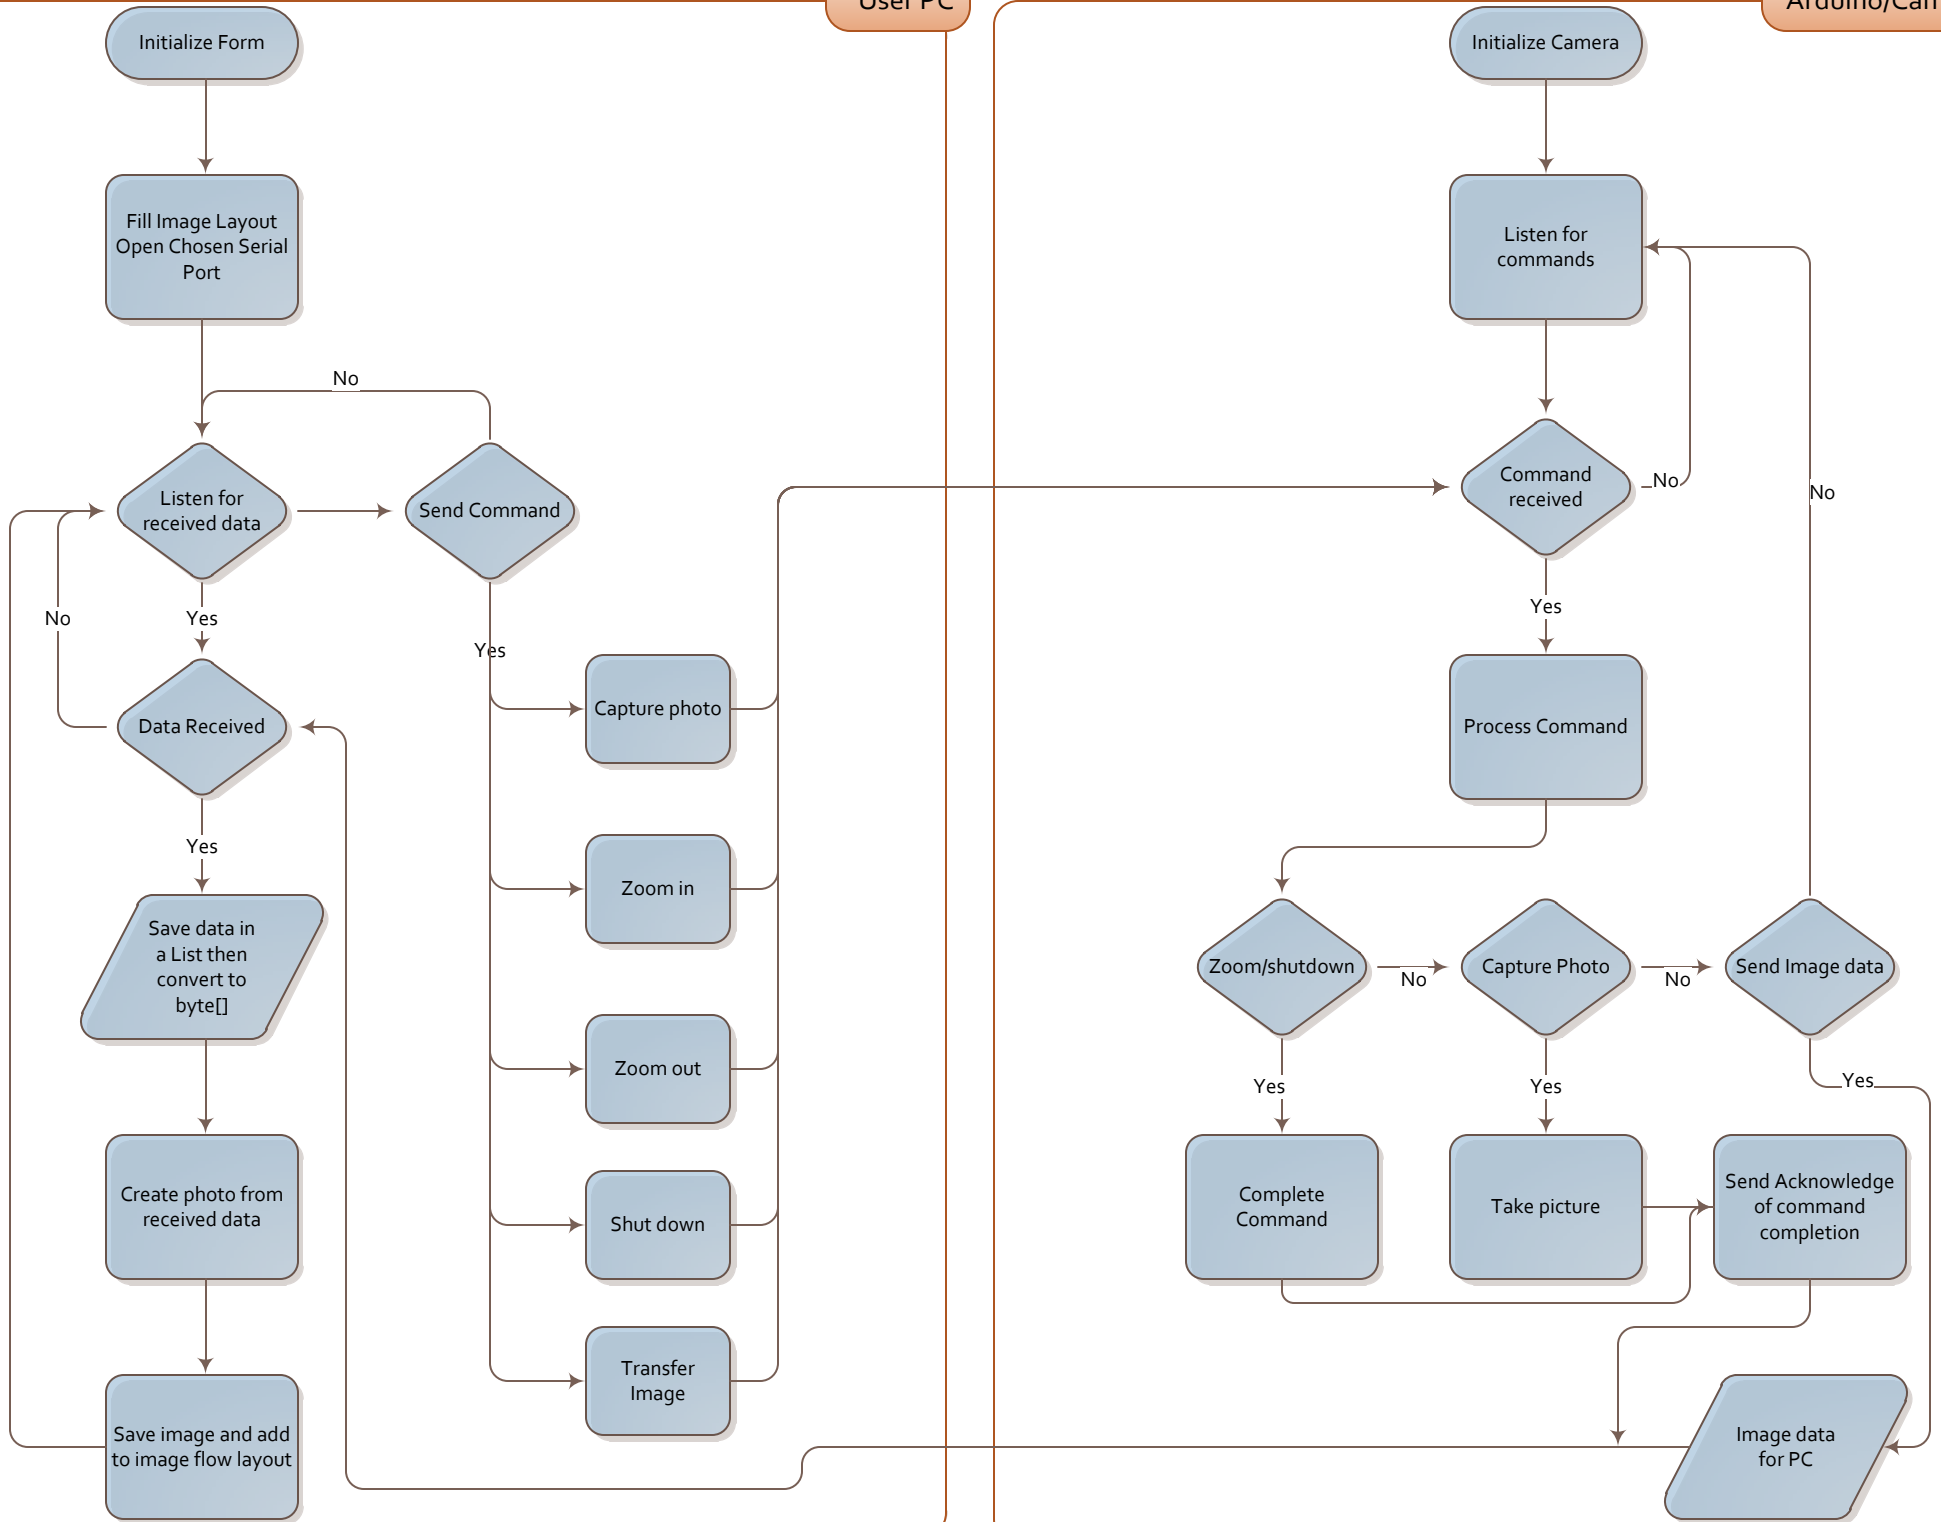 User PC
Arduino/Cam
Initialize Form
Initialize Camera
Fill Image Layout
Open Chosen Serial
Port
Listen for
commands
No
Listen for
received data
Send Command
Command
received
No
No
No
Yes
Yes
Yes
Data Received
Capture photo
Process Command
Yes
Zoom in
Save data in
a List then
convert to
byte[]
Zoom/shutdown
No
Capture Photo
No
Send Image data
Zoom out
Yes
Yes
Yes
Create photo from
received data
Shut down
Complete
Command
Take picture
Send Acknowledge
of command
completion
Transfer
Image
Save image and add
to image flow layout
Image data
for PC